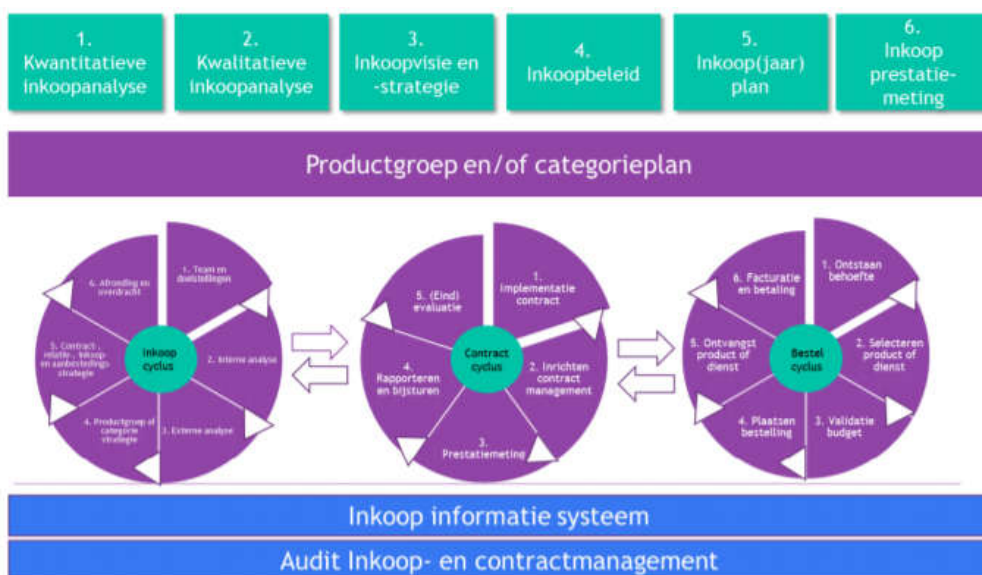 1.
Kwantitatieve
inkoopanalyse
2.
Kwalitatieve
inkoopanalyse
3.
Inkoopvisie en
-strategie
4.
Inkoopbeleid
5.
Inkoop(jaar)
plan
6.
Inkoop
prestatie-
meting
Productgroep en/of categorieplan
Inkoop
cyclus
1. Team en
doelstellingen
2. Interne analyse
3. Externe analyse
4. Productgroep of
categorie
strategie
5. Contract-,
relatie-, inkoop-
en aanbestedings
strategie
6. Afronding en
overdracht
Contract
cyclus
1.
Implementatie
contract
2. Inrichten
contract
management
3.
Prestatiemeting
4.
Rapporteren
en bijsturen
5. (Eind)
evaluatie
Bestel
cyclus
1. Ontstaan
behoefte
2. Selecteren
product of
dienst
3. Validatie
budget
4. Plaatsen
bestelling
5. Ontvangst
product of
dienst
6. Facturatie
en betaling
Inkoop informatie systeem
Audit Inkoop- en contractmanagement